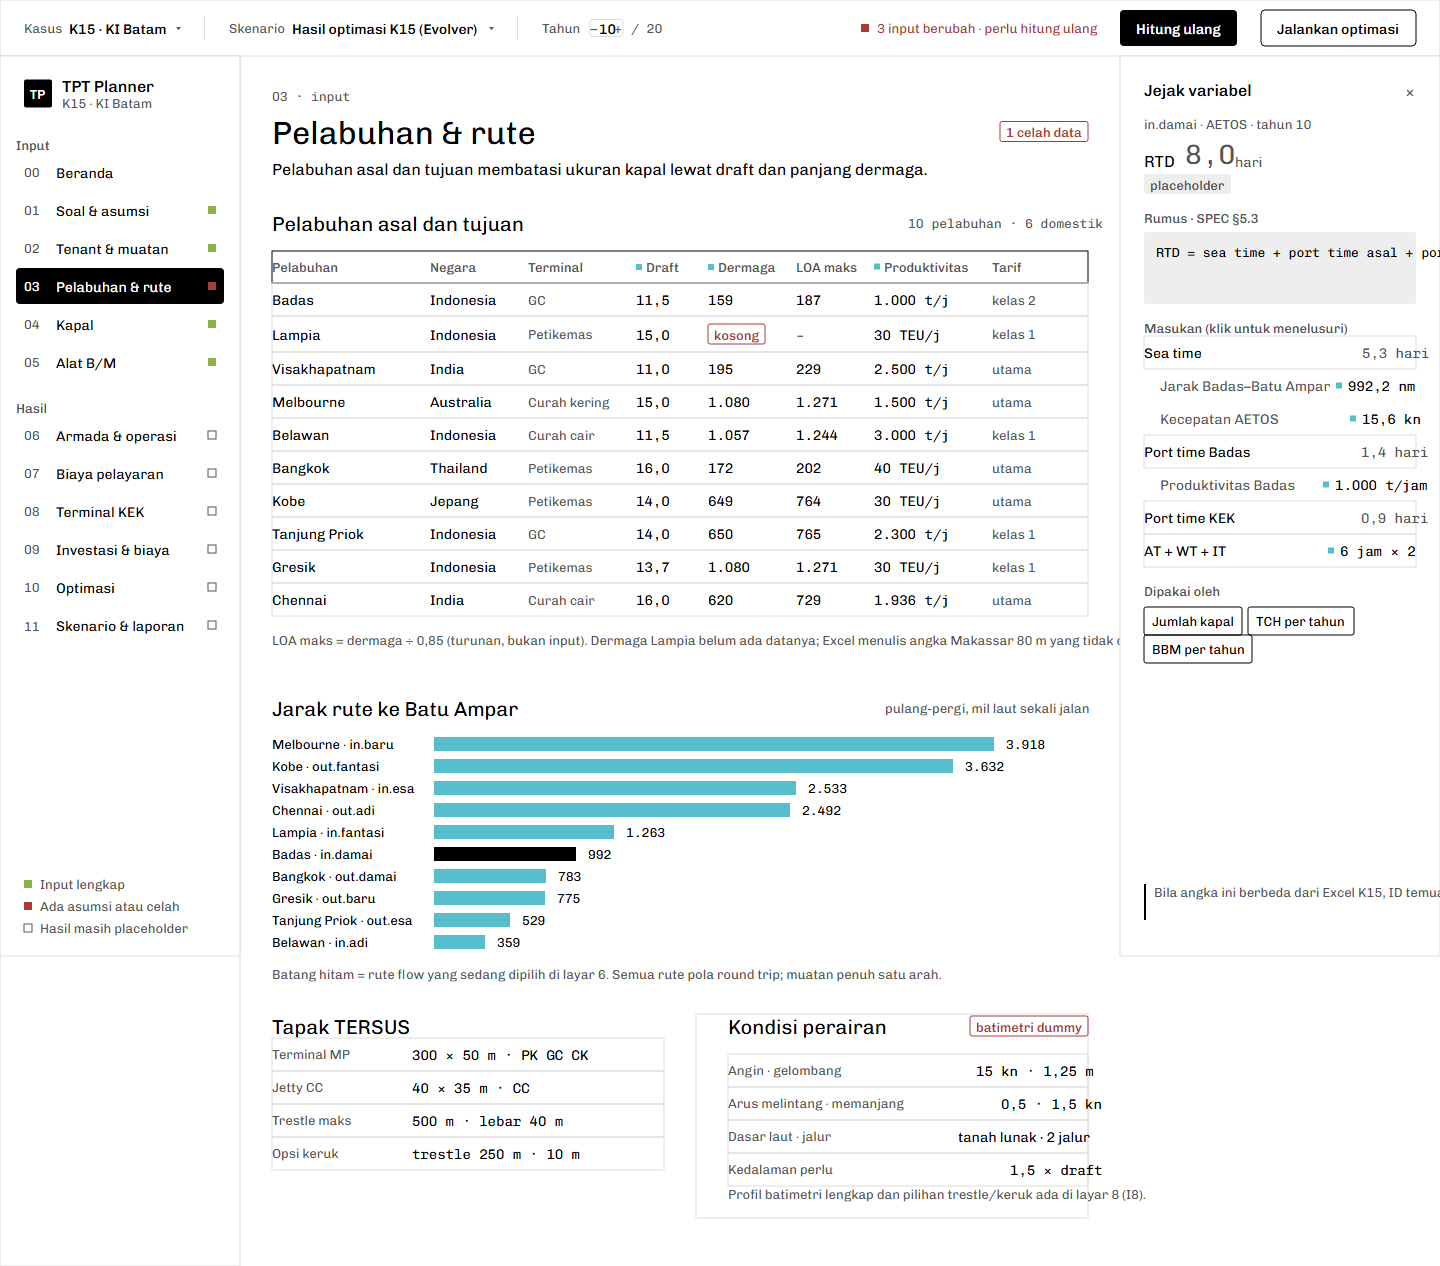 Kasus K15 · KI Batam
Skenario Hasil optimasi K15 (Evolver)
Tahun −10+ / 20
3 input berubah · perlu hitung ulang
Hitung ulang
Jalankan optimasi
TP
TPT Planner
K15 · KI Batam
Input
00 Beranda
01 Soal & asumsi
02 Tenant & muatan
03 Pelabuhan & rute
04 Kapal
05 Alat B/M
Hasil
06 Armada & operasi
07 Biaya pelayaran
08 Terminal KEK
09 Investasi & biaya
10 Optimasi
11 Skenario & laporan
Input lengkap
Ada asumsi atau celah
Hasil masih placeholder
03 · input
Pelabuhan & rute
1 celah data
Pelabuhan asal dan tujuan membatasi ukuran kapal lewat draft dan panjang dermaga.
Pelabuhan asal dan tujuan
10 pelabuhan · 6 domestik
Pelabuhan Negara Terminal Draft Dermaga LOA maks Produktivitas Tarif
Badas Indonesia GC 11,5 159 187 1.000 t/j kelas 2
Lampia Indonesia Petikemas 15,0 kosong – 30 TEU/j kelas 1
Visakhapatnam India GC 11,0 195 229 2.500 t/j utama
Melbourne Australia Curah kering 15,0 1.080 1.271 1.500 t/j utama
Belawan Indonesia Curah cair 11,5 1.057 1.244 3.000 t/j kelas 1
Bangkok Thailand Petikemas 16,0 172 202 40 TEU/j utama
Kobe Jepang Petikemas 14,0 649 764 30 TEU/j utama
Tanjung Priok Indonesia GC 14,0 650 765 2.300 t/j kelas 1
Gresik Indonesia Petikemas 13,7 1.080 1.271 30 TEU/j kelas 1
Chennai India Curah cair 16,0 620 729 1.936 t/j utama
LOA maks = dermaga ÷ 0,85 (turunan, bukan input). Dermaga Lampia belum ada datanya; Excel menulis angka Makassar 80 m yang tidak
Jarak rute ke Batu Ampar
pulang-pergi, mil laut sekali jalan
Melbourne · in.baru 3.918
Kobe · out.fantasi 3.632
Visakhapatnam · in.esa 2.533
Chennai · out.adi 2.492
Lampia · in.fantasi 1.263
Badas · in.damai 992
Bangkok · out.damai 783
Gresik · out.baru 775
Tanjung Priok · out.esa 529
Belawan · in.adi 359
Batang hitam = rute flow yang sedang dipilih di layar 6. Semua rute pola round trip; muatan penuh satu arah.
Tapak TERSUS
Terminal MP 300 × 50 m · PK GC CK
Jetty CC 40 × 35 m · CC
Trestle maks 500 m · lebar 40 m
Opsi keruk trestle 250 m · 10 m
Kondisi perairan
batimetri dummy
Angin · gelombang 15 kn · 1,25 m
Arus melintang · memanjang 0,5 · 1,5 kn
Dasar laut · jalur tanah lunak · 2 jalur
Kedalaman perlu 1,5 × draft
Profil batimetri lengkap dan pilihan trestle/keruk ada di layar 8 (I8).
Jejak variabel ×
in.damai · AETOS · tahun 10
RTD 8,0 hari
placeholder
Rumus · SPEC §5.3
RTD = sea time + port time asal + por
Masukan (klik untuk menelusuri)
Sea time 5,3 hari
Jarak Badas–Batu Ampar 992,2 nm
Kecepatan AETOS 15,6 kn
Port time Badas 1,4 hari
Produktivitas Badas 1.000 t/jam
Port time KEK 0,9 hari
AT + WT + IT 6 jam × 2
Dipakai oleh
Jumlah kapal
TCH per tahun
BBM per tahun
Bila angka ini berbeda dari Excel K15, ID temua